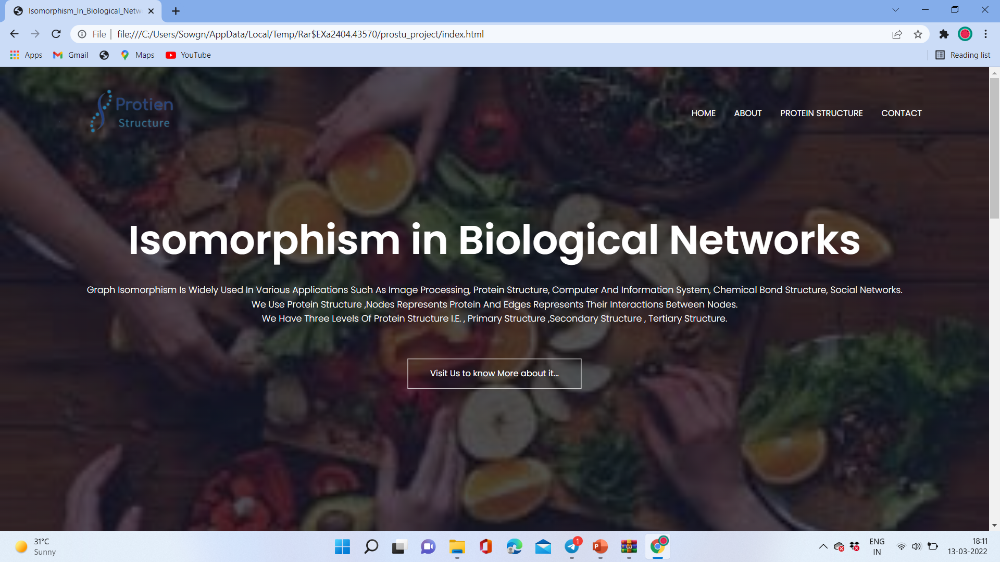 Isomorphism_In_Biological_Netw
File
file:///C:/Users/Sowgn/AppData/Local/Temp/Rar$EXa2404.43570/prostu_project/index.html
Apps
Gmail
Maps
YouTube
Reading list
Protien
Structure
HOME
ABOUT
PROTEIN STRUCTURE
CONTACT
Isomorphism in Biological Networks
Graph Isomorphism Is Widely Used In Various Applications Such As Image Processing, Protein Structure, Computer And Information System, Chemical Bond Structure, Social Networks.
We Use Protein Structure ,Nodes Represents Protein And Edges Represents Their Interactions Between Nodes.
We Have Three Levels Of Protein Structure I.E. , Primary Structure ,Secondary Structure , Tertiary Structure.
Visit Us to know More about it...
31°C
Sunny
1
ENG
IN
18:11
13-03-2022